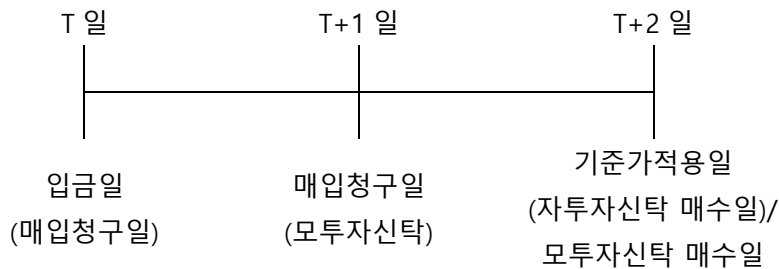 T 일
T+1 일
T+2 일
입금일
(매입청구일)
매입청구일
(모투자신탁)
기준가적용일
(자투자신탁 매수일)/
모투자신탁 매수일